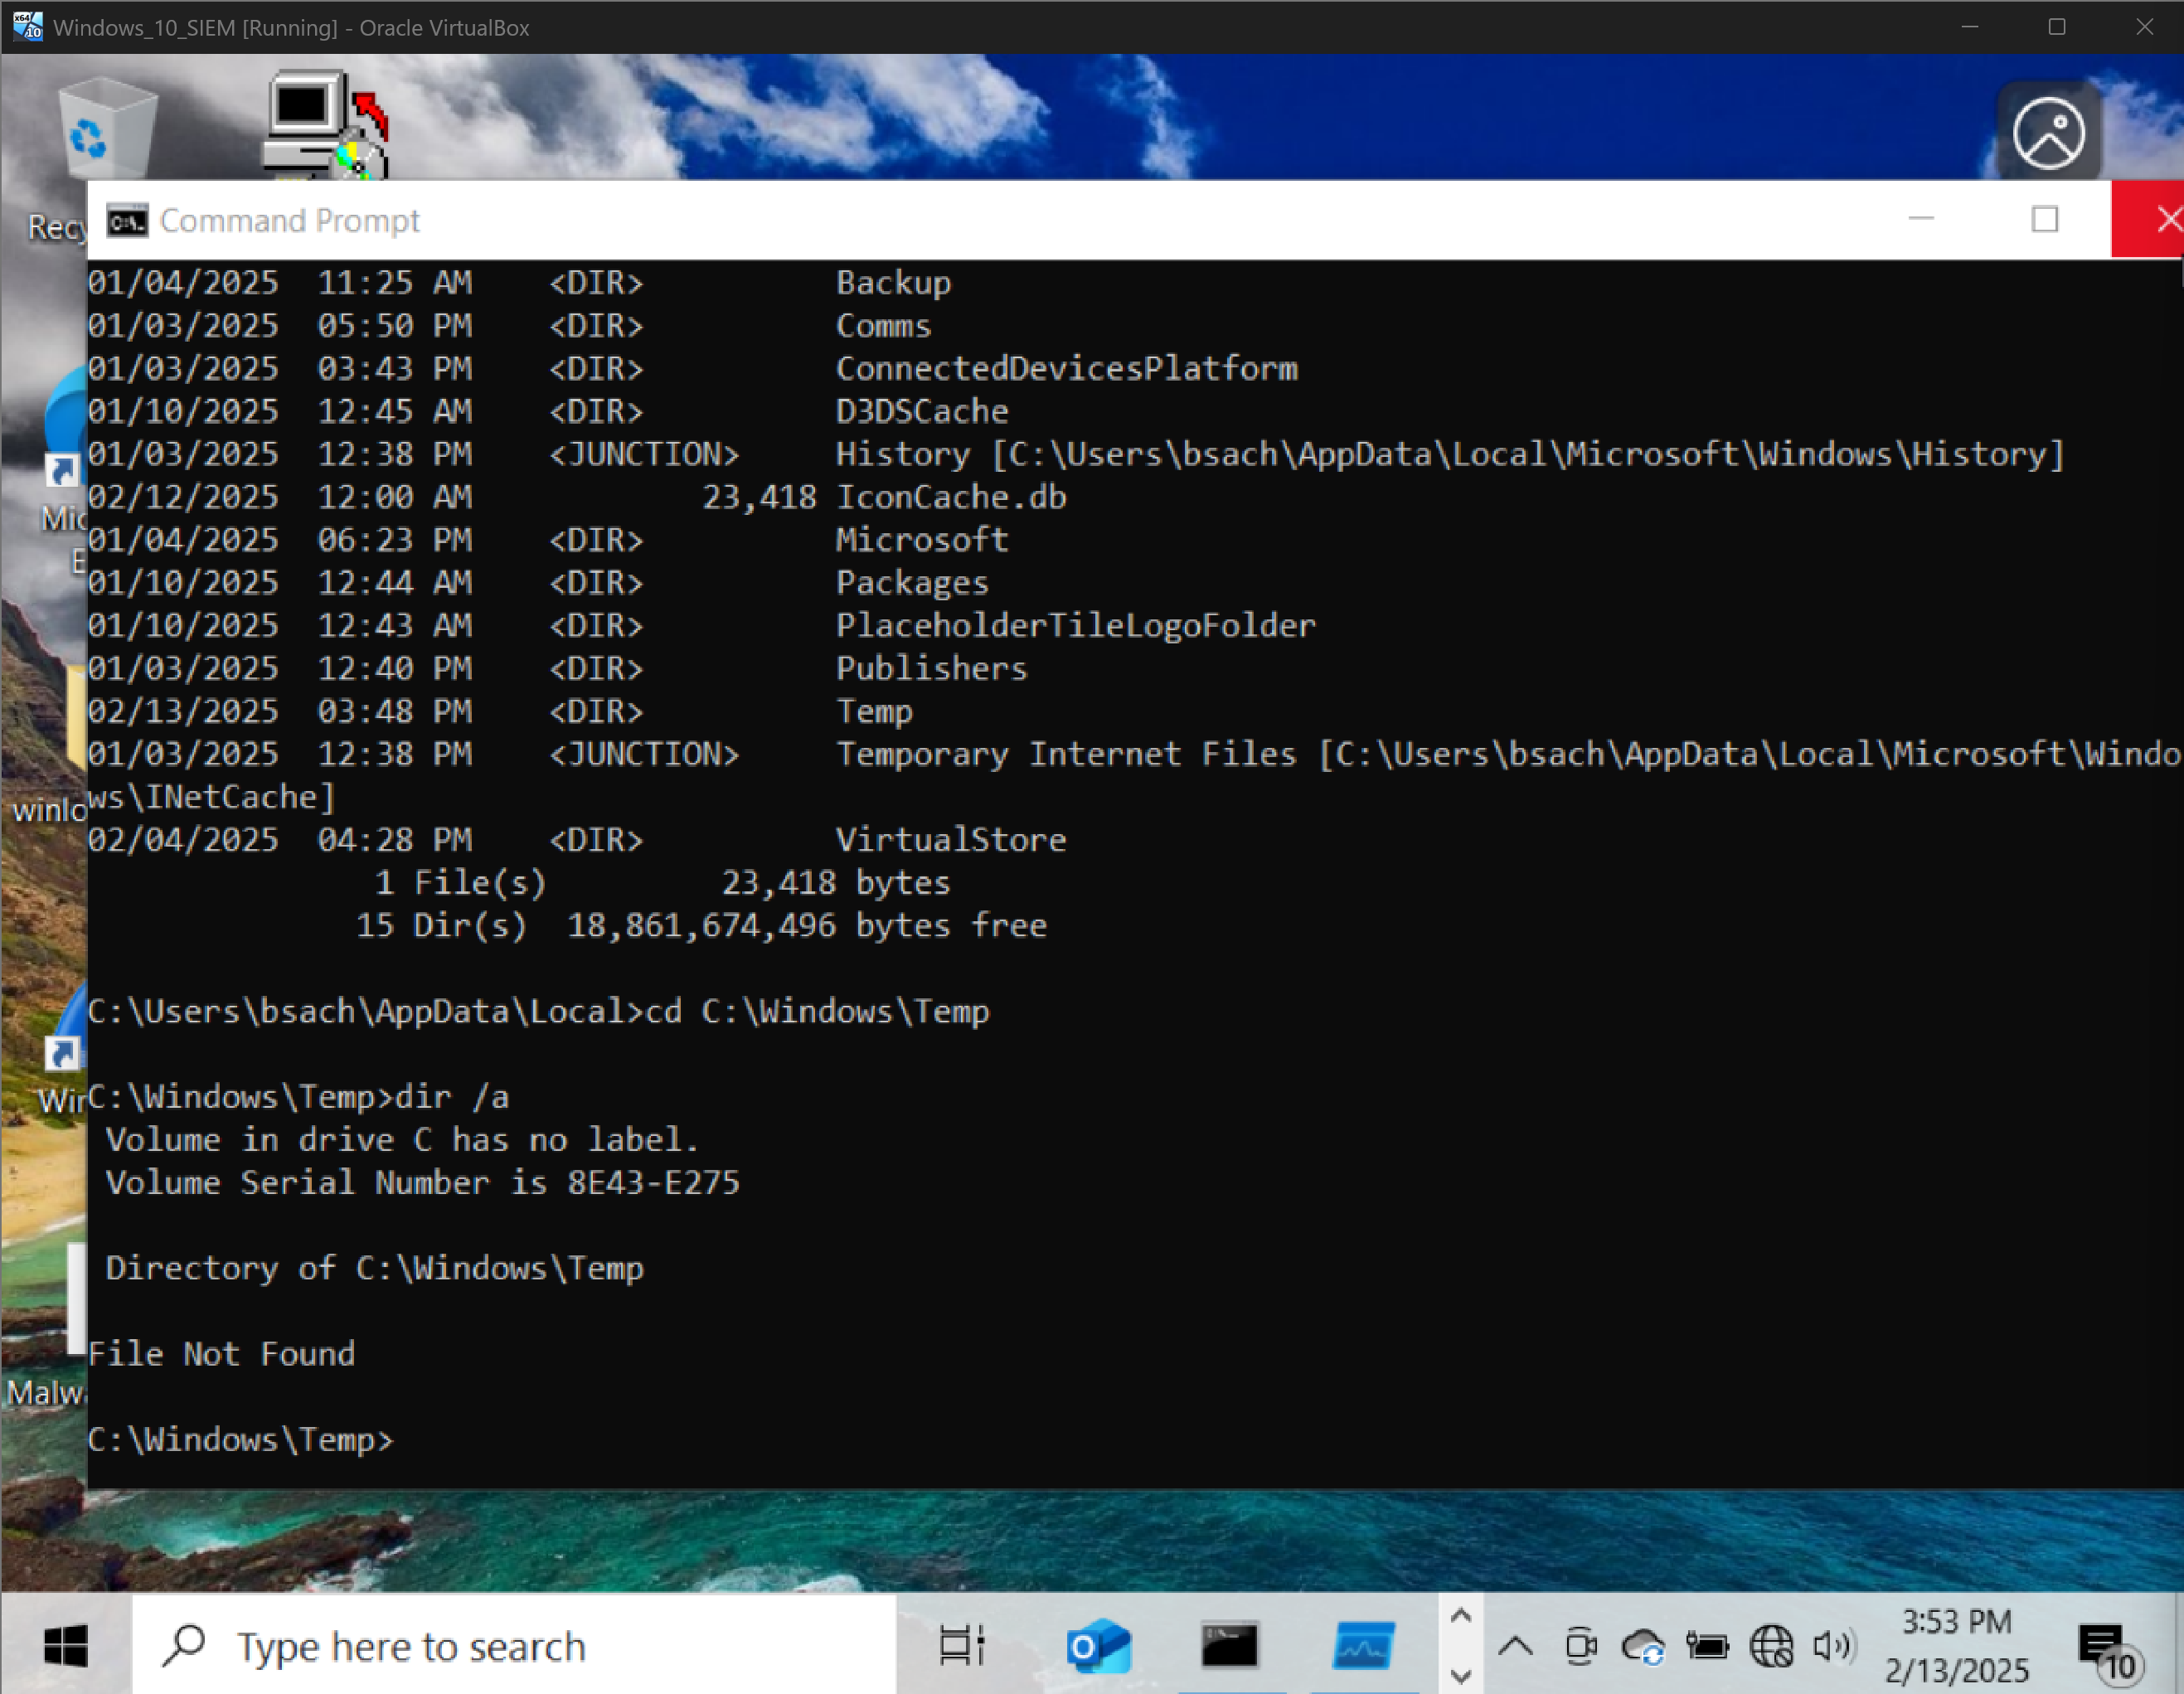 Windows_10_SIEM [Running] - Oracle VirtualBox
Command Prompt
01/04/2025  11:25 AM    <DIR>          Backup
01/03/2025  05:50 PM    <DIR>          Comms
01/03/2025  03:43 PM    <DIR>          ConnectedDevicesPlatform
01/10/2025  12:45 AM    <DIR>          D3DSCache
01/03/2025  12:38 PM    <JUNCTION>     History [C:\Users\bsach\AppData\Local\Microsoft\Windows\History]
02/12/2025  12:00 AM            23,418 IconCache.db
01/04/2025  06:23 PM    <DIR>          Microsoft
01/10/2025  12:44 AM    <DIR>          Packages
01/10/2025  12:43 AM    <DIR>          PlaceholderTileLogoFolder
01/03/2025  12:40 PM    <DIR>          Publishers
02/13/2025  03:48 PM    <DIR>          Temp
01/03/2025  12:38 PM    <JUNCTION>     Temporary Internet Files [C:\Users\bsach\AppData\Local\Microsoft\Windo
ws\INetCache]
02/04/2025  04:28 PM    <DIR>          VirtualStore
               1 File(s)         23,418 bytes
              15 Dir(s)  18,861,674,496 bytes free
C:\Users\bsach\AppData\Local>cd C:\Windows\Temp
C:\Windows\Temp>dir /a
 Volume in drive C has no label.
 Volume Serial Number is 8E43-E275
 Directory of C:\Windows\Temp
File Not Found
C:\Windows\Temp>
Type here to search
3:53 PM
2/13/2025
10